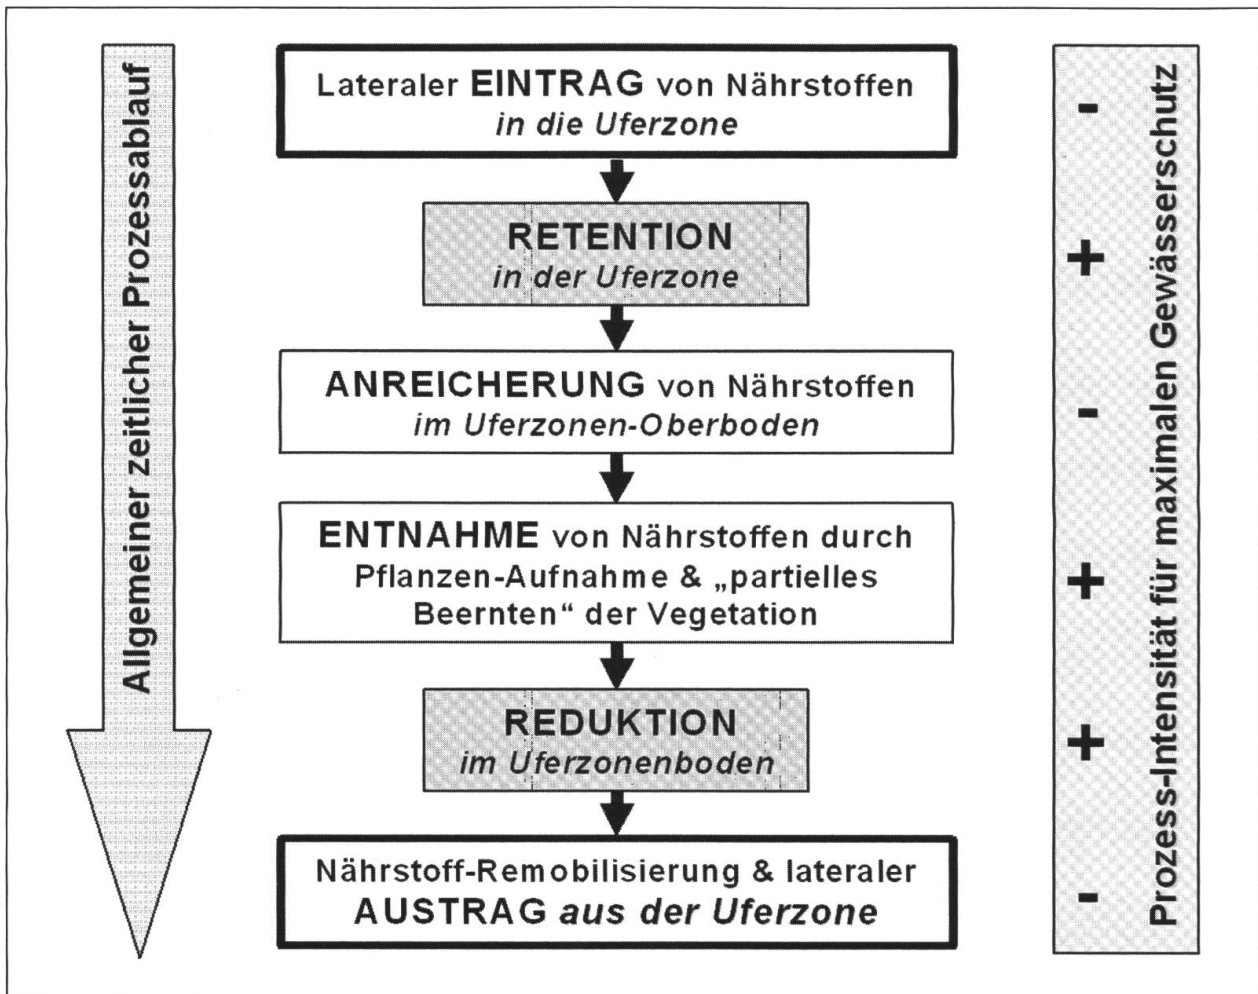 Allgemeiner zeitlicher Prozessablauf
Lateraler EINTRAG von Nährstoffen
in die Uferzone
RETENTION
in der Uferzone
ANREICHERUNG von Nährstoffen
im Uferzonen-Oberboden
ENTNAHME von Nährstoffen durch
Pflanzen-Aufnahme & „partielles
Beernten“ der Vegetation
REDUKTION
im Uferzonenboden
Nährstoff-Remobilisierung & lateraler
AUSTRAG aus der Uferzone
-
+
-
+
+
-
Prozess-Intensität für maximalen Gewässerschutz